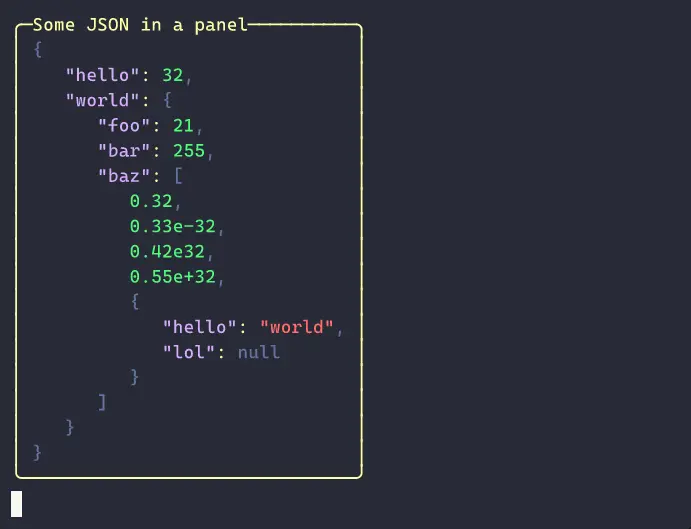 Some JSON in a panel
{
   "hello": 32,
   "world": {
      "foo": 21,
      "bar": 255,
      "baz": [
         0.32,
         0.33e-32,
         0.42e32,
         0.55e+32,
         {
            "hello": "world",
            "lol": null
         }
      ]
   }
}